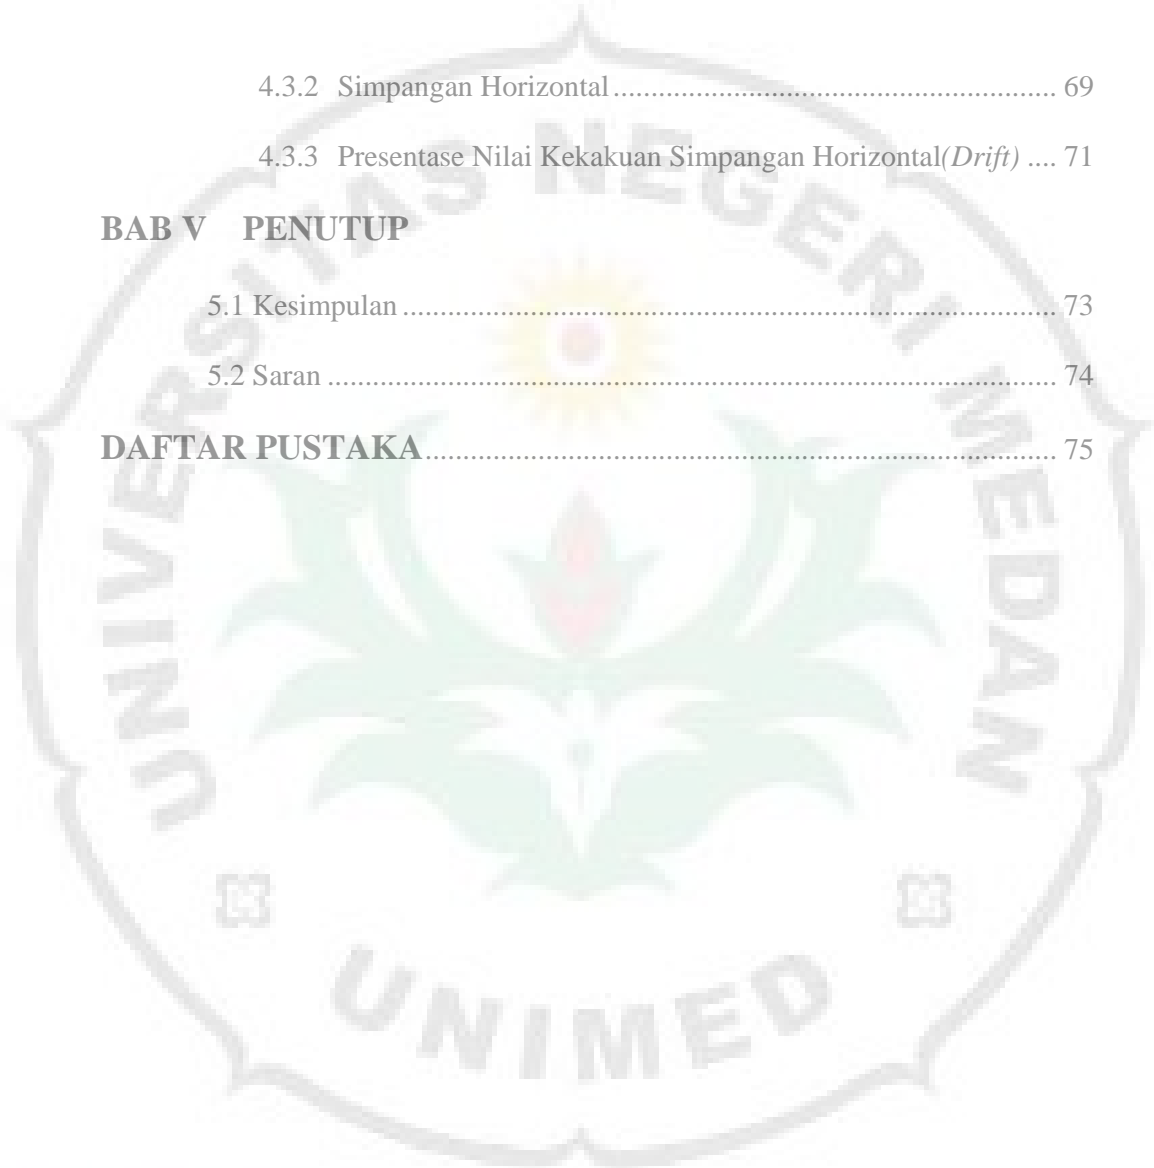 4.3.2 Simpangan Horizontal ............................................................ 69
4.3.3 Presentase Nilai Kekakuan Simpangan Horizontal(Drift) .... 71
BAB V PENUTUP
5.1 Kesimpulan ........................................................................................ 73
5.2 Saran .................................................................................................. 74
DAFTAR PUSTAKA ..................................................................................... 75
UNIVERSITAS NEGERI MEDAN
UNIMED